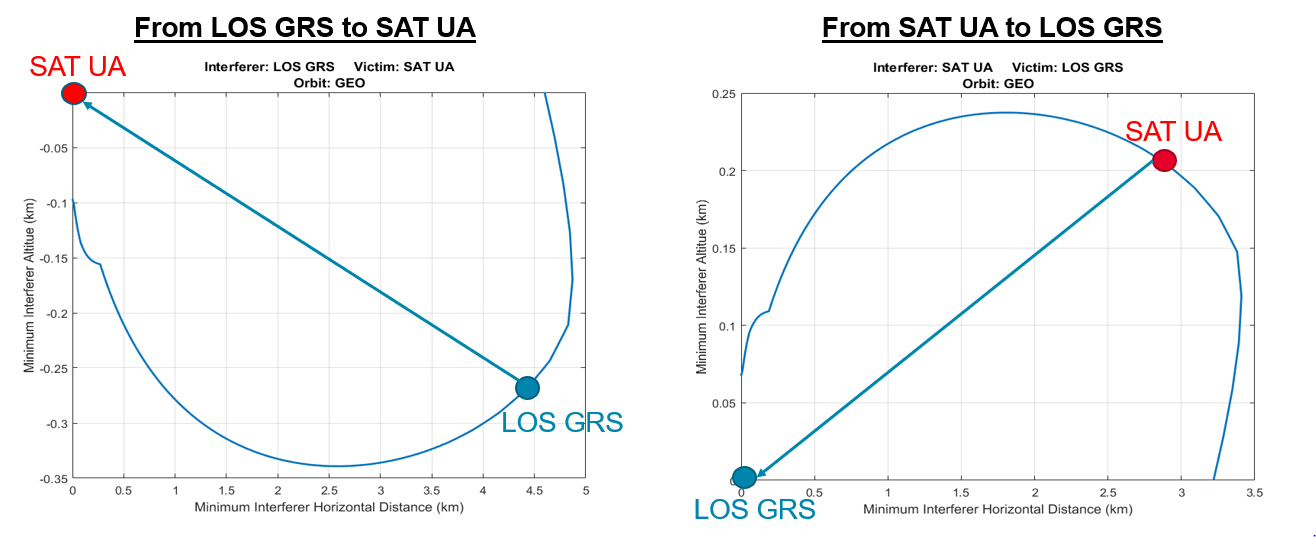 From LOS GRS to SAT UA
SAT UA
Interferer: LOS GRS Victim: SAT UA
Orbit: GEO
-0.05
-0.1
-0.15
-0.2
-0.25
-0.3
-0.35
Minimum Interferer Altitue (km)
LOS GRS
0 0.5 1 1.5 2 2.5 3 3.5 4 4.5 5
Minimum Interferer Horizontal Distance (km)
From SAT UA to LOS GRS
Interferer: SAT UA Victim: LOS GRS
Orbit: GEO
SAT UA
0.25
0.2
0.15
0.1
0.05
0
Minimum Interferer Altitue (km)
0 0.5 1 1.5 2 2.5 3 3.5
LOS GRS
Minimum Interferer Horizontal Distance (km)